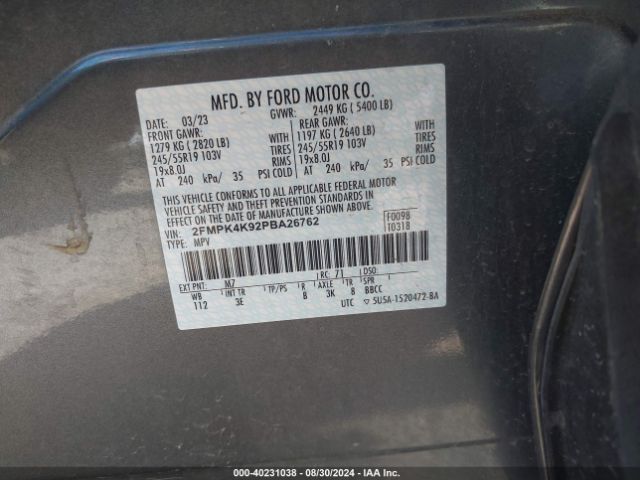 MFD. BY FORD MOTOR CO.
DATE: 03/23 GVWR: 2449 KG ( 5400 LB)
FRONT GAWR: REAR GAWR:
1279 KG ( 2820 LB) WITH 1197 KG ( 2640 LB) WITH
245/55R19 103V TIRES 245/55R19 103V TIRES
19x8.0J RIMS 19x8.0J RIMS
AT 240 kPa/ 35 PSI COLD AT 240 kPa/ 35 PSI COLD
THIS VEHICLE CONFORMS TO ALL APPLICABLE FEDERAL MOTOR
VEHICLE SAFETY AND THEFT PREVENTION STANDARDS IN
EFFECT ON THE DATE OF MANUFACTURE SHOWN ABOVE.
VIN: 2FMPK4K92PBA26762 F0098
TYPE: MPV T0318
EXT PNT: M7 RC: 71 DSO:
WB INT TR TP/PS R AXLE TR SPR
112 3E B 3K 8 BBCC
UTC ▽ 5U5A-1520472-BA
000-40231038 — 08/30/2024 — IAA Inc.